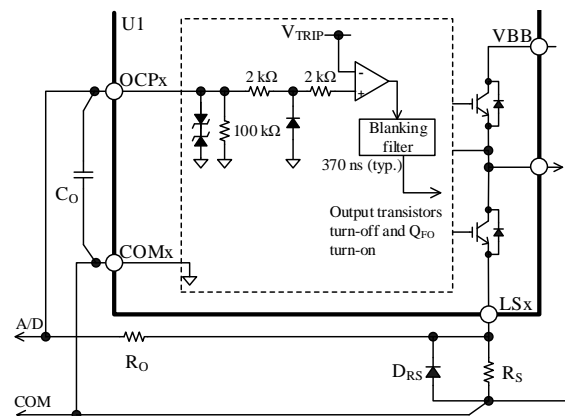 U1
VTRIP
VBB
OCPx
2 kΩ
2 kΩ
-
+
100 kΩ
Blanking
filter
370 ns (typ.)
CO
Output transistors
turn-off and QFO
turn-on
COMx
LSx
A/D
RO
DRS
RS
COM